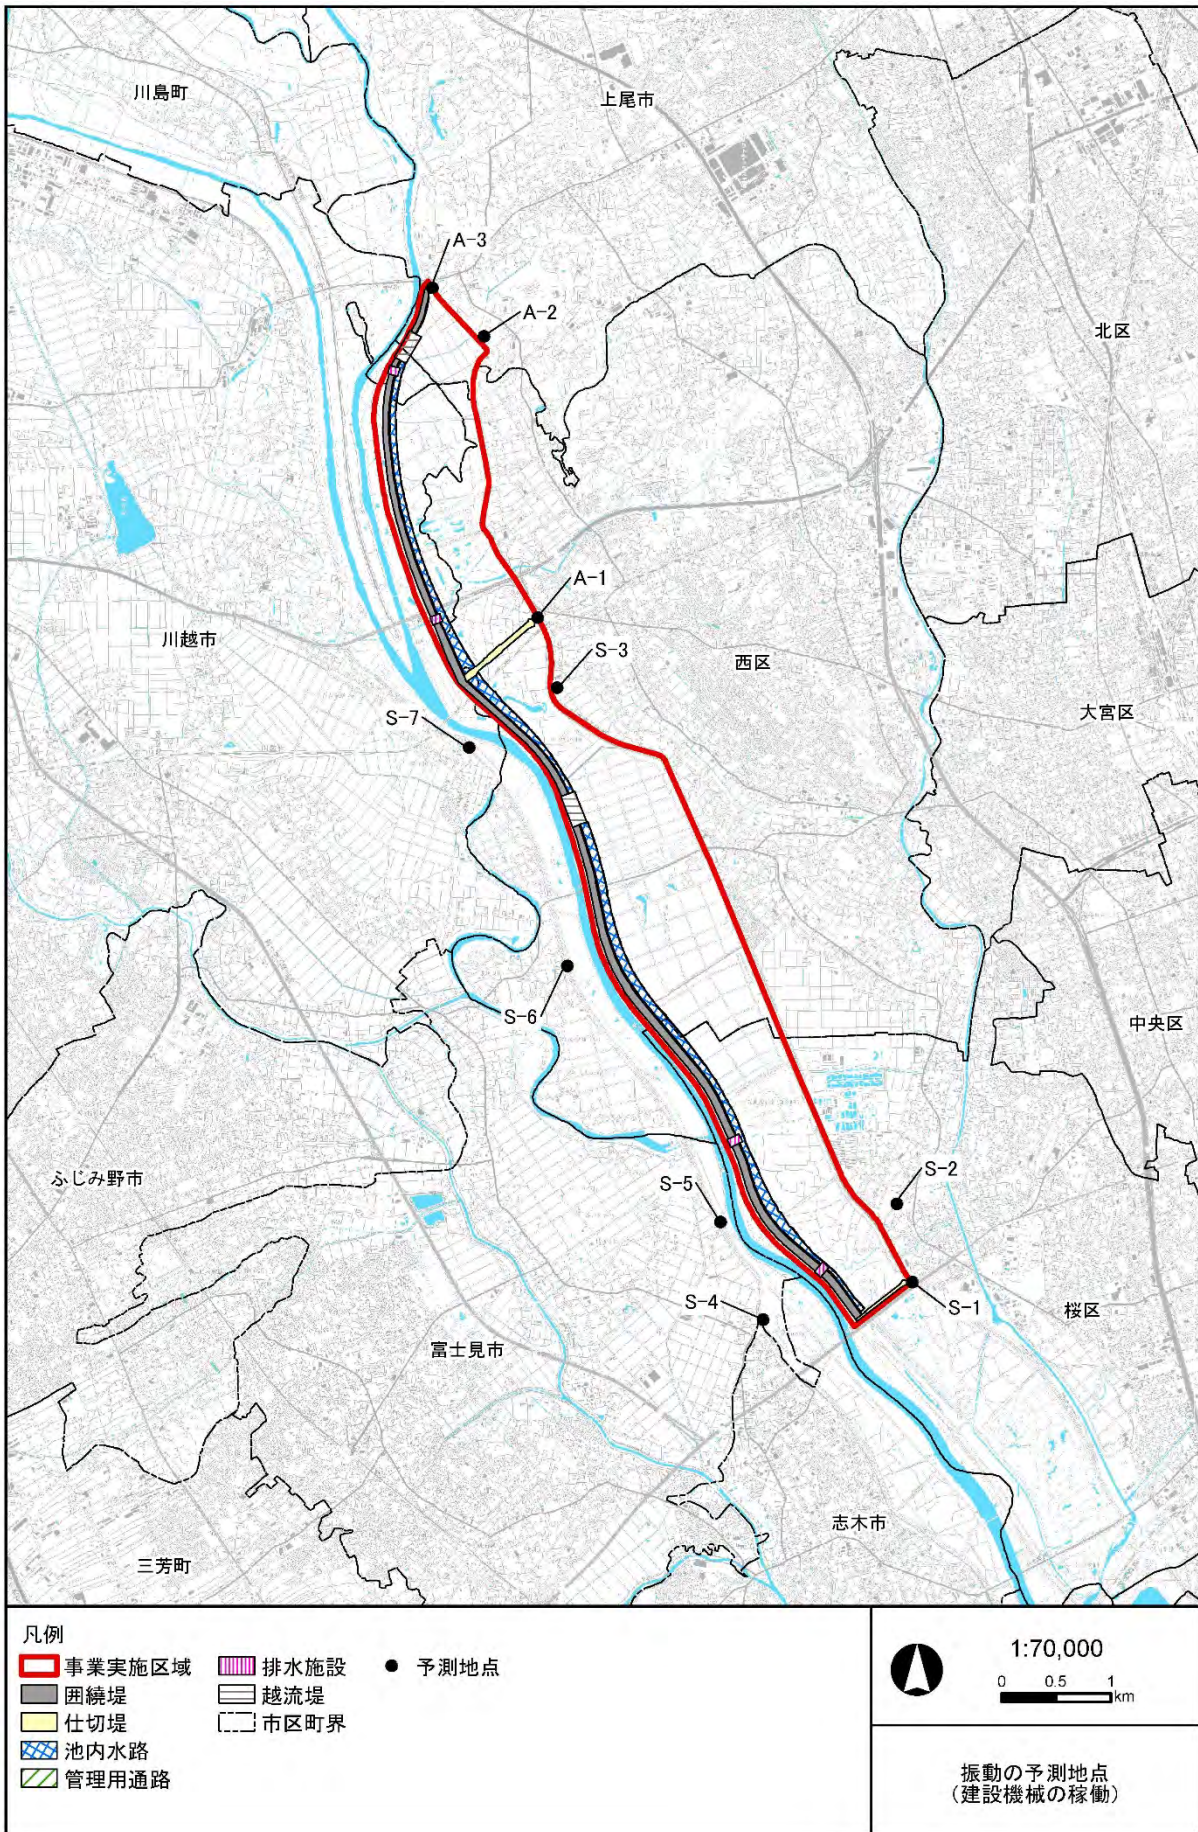 川島町
上尾市
A-3
A-2
北区
A-1
川越市
S-3
西区
大宮区
S-7
S-6
中央区
ふじみ野市
S-2
S-5
S-1
S-4
桜区
富士見市
志木市
三芳町
凡例
事業実施区域
排水施設
予測地点
囲繞堤
越流堤
仕切堤
市区町界
池内水路
管理用通路
1:70,000
0 0.5 1
km
振動の予測地点
(建設機械の稼働)